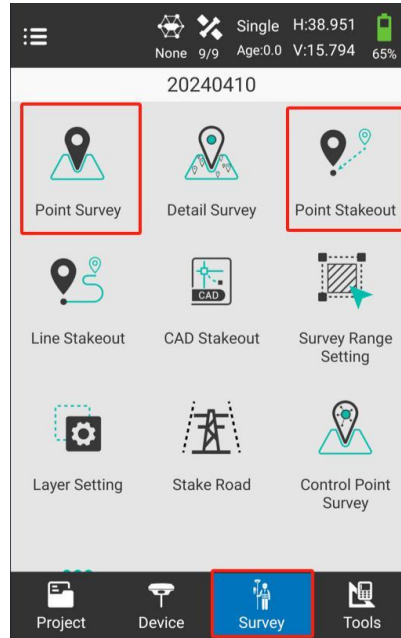 Single H:38.951
None 9/9 Age:0.0 V:15.794 65%
20240410
Point Survey Detail Survey Point Stakeout
CAD
Line Stakeout CAD Stakeout Survey Range
Setting
Layer Setting Stake Road Control Point
Survey
Project Device Survey Tools